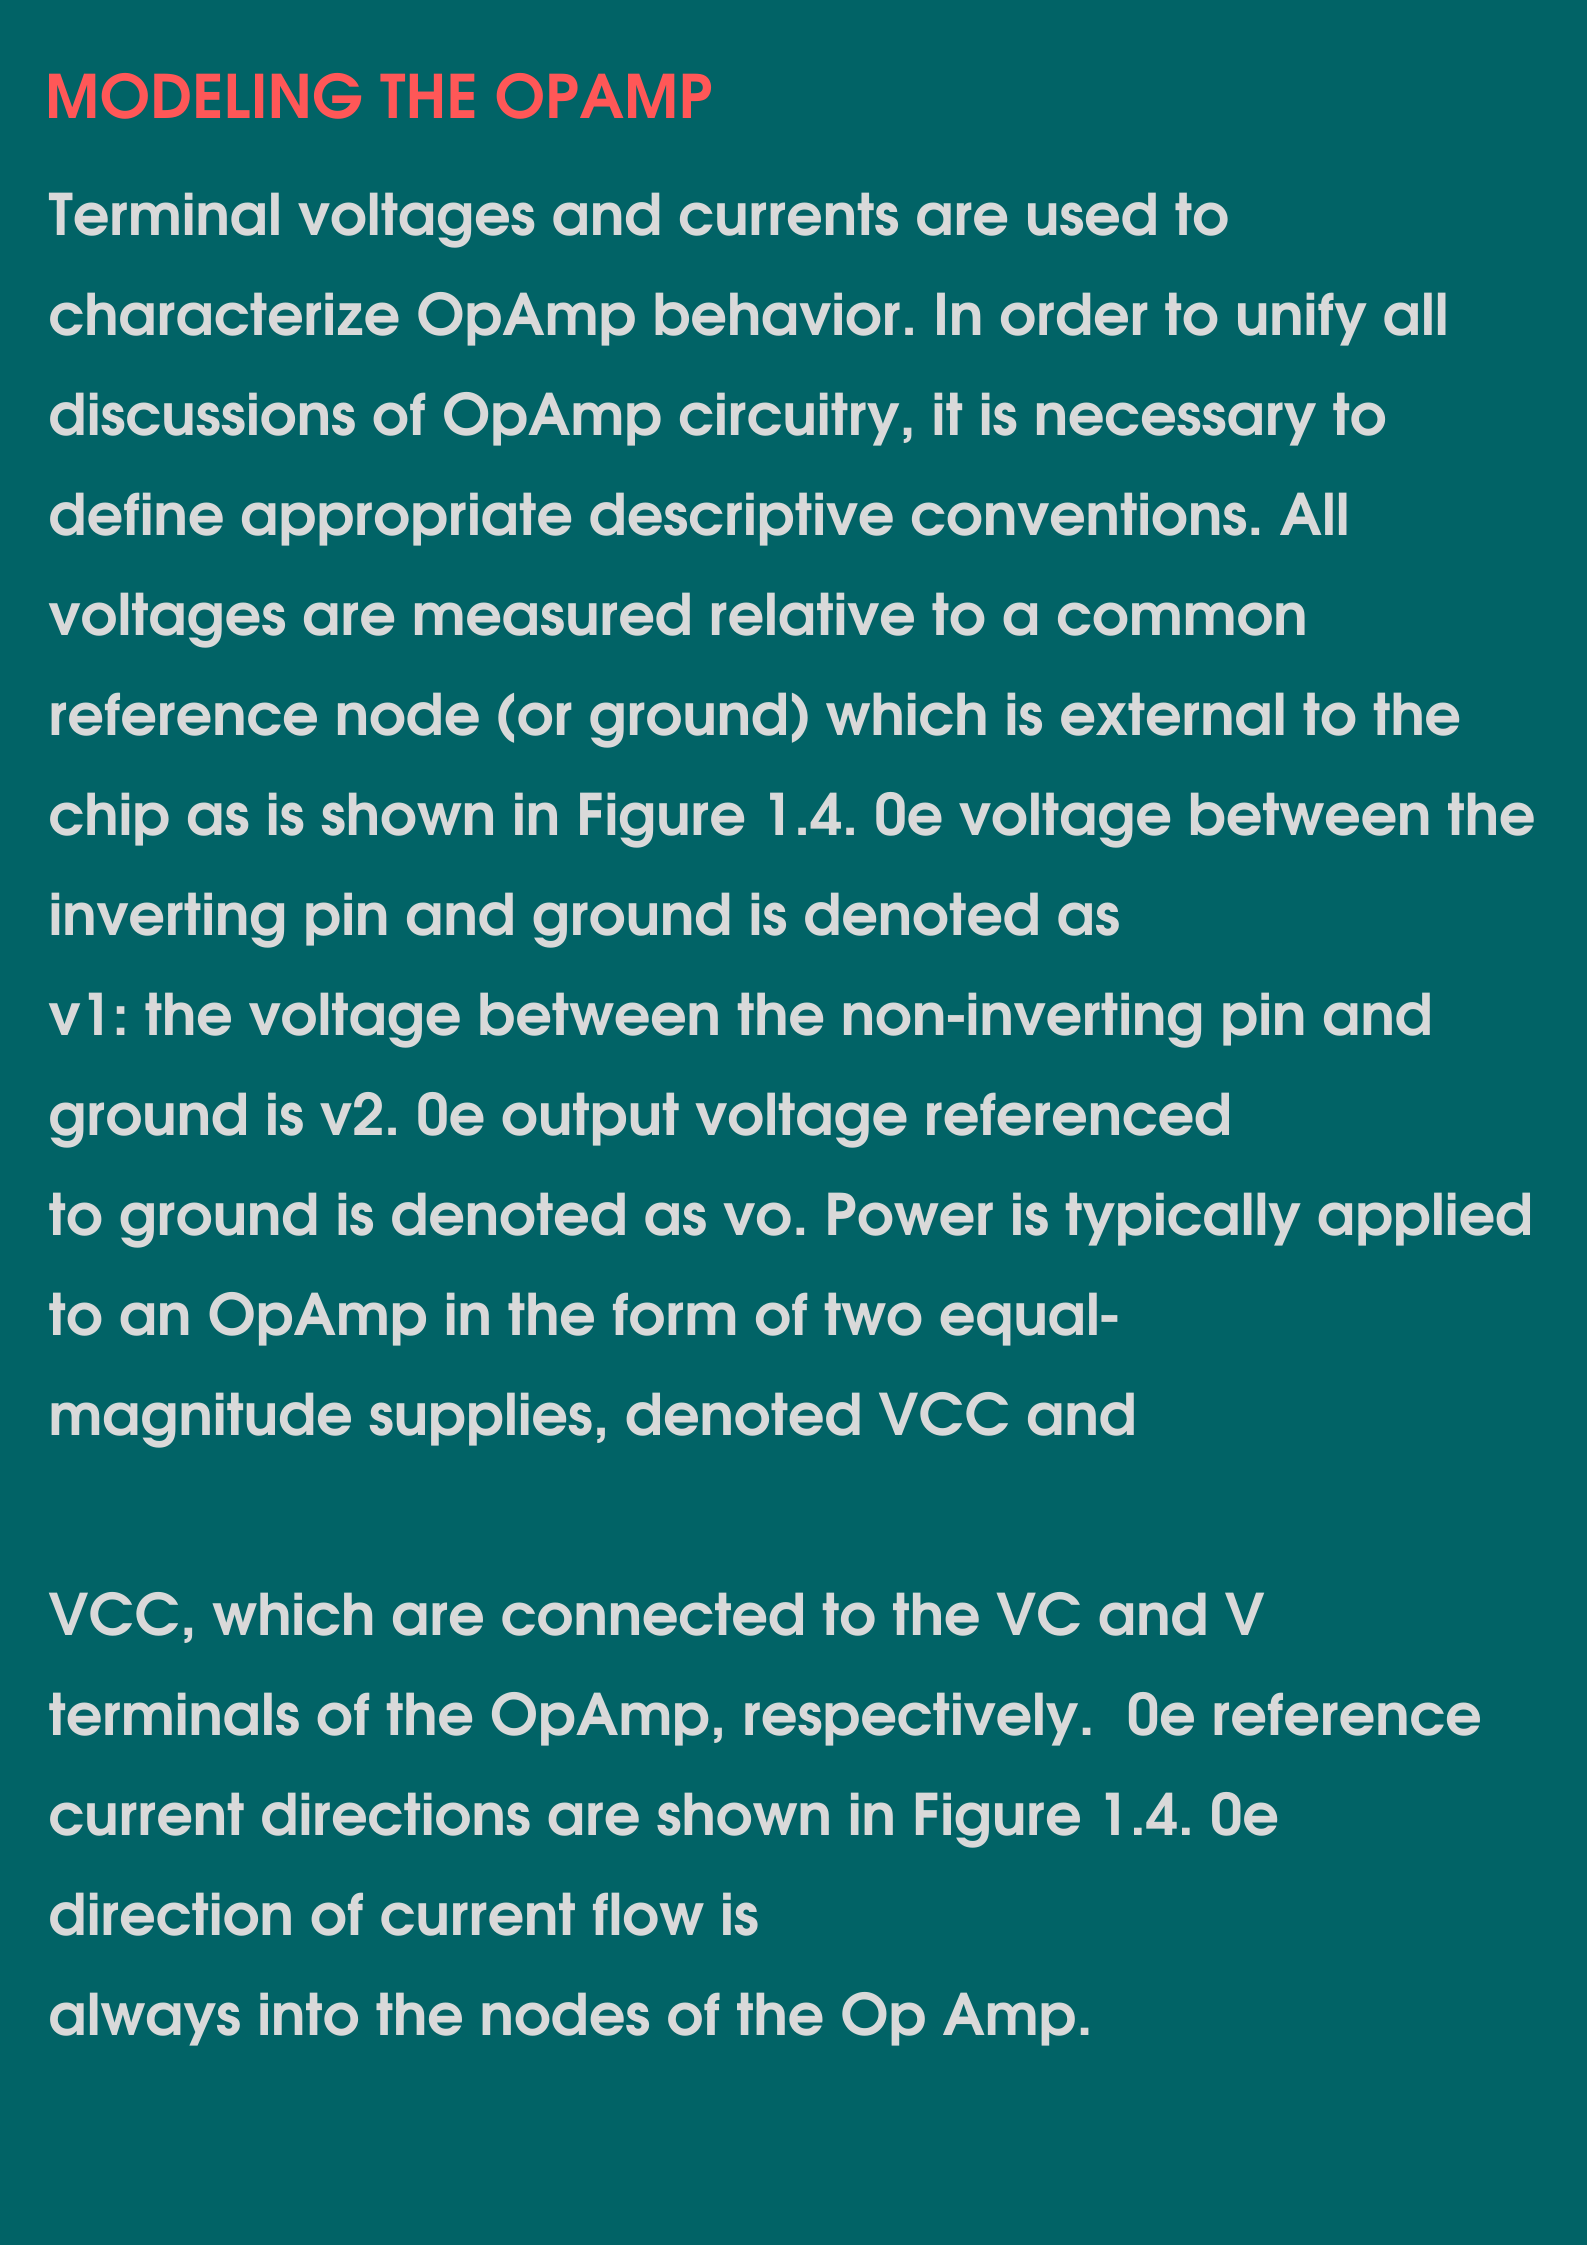 MODELING THE OPAMP
Terminal voltages and currents are used to
characterize OpAmp behavior. In order to unify all
discussions of OpAmp circuitry, it is necessary to
define appropriate descriptive conventions. All
voltages are measured relative to a common
reference node (or ground) which is external to the
chip as is shown in Figure 1.4. 0e voltage between the
inverting pin and ground is denoted as
v1: the voltage between the non-inverting pin and
ground is v2. 0e output voltage referenced
to ground is denoted as vo. Power is typically applied
to an OpAmp in the form of two equal-
magnitude supplies, denoted VCC and
VCC, which are connected to the VC and V
terminals of the OpAmp, respectively.  0e reference
current directions are shown in Figure 1.4. 0e
direction of current flow is
always into the nodes of the Op Amp.